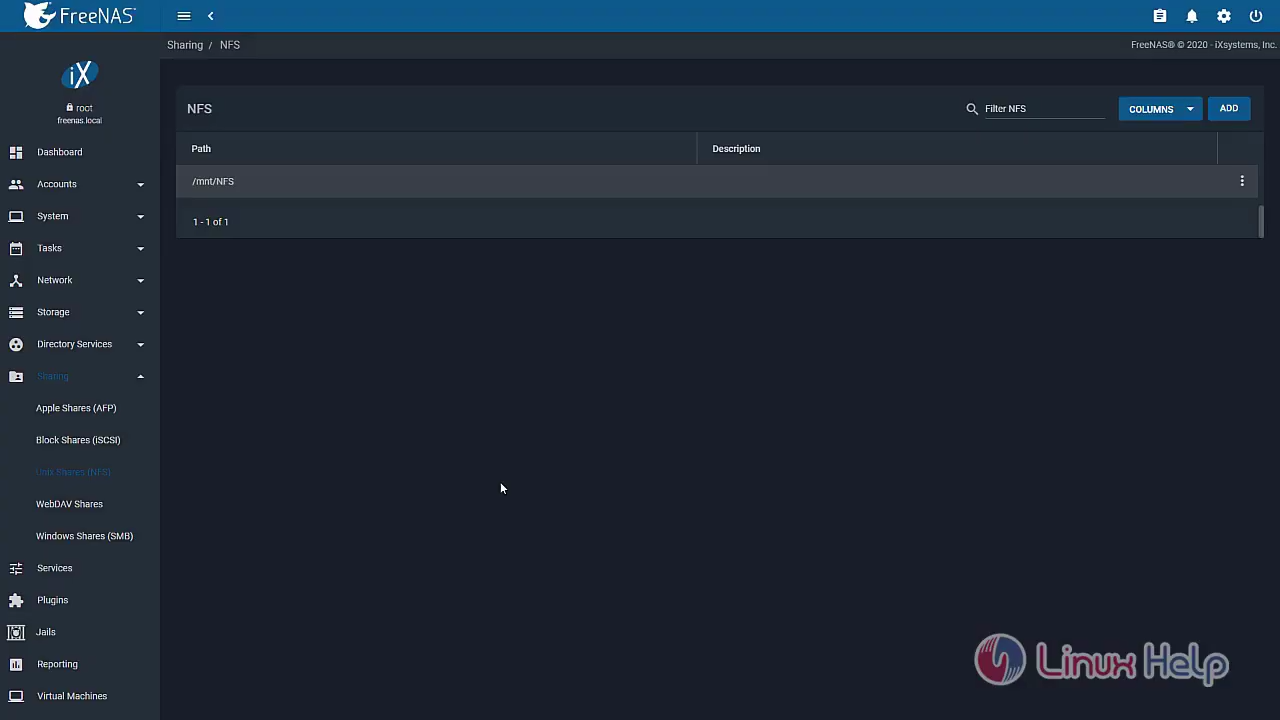 FreeNAS®
Sharing / NFS
FreeNAS® © 2020 - iXsystems, Inc.
iX
root
freenas.local
Dashboard
Accounts
System
Tasks
Network
Storage
Directory Services
Sharing
Apple Shares (AFP)
Block Shares (iSCSI)
Unix Shares (NFS)
WebDAV Shares
Windows Shares (SMB)
Services
Plugins
Jails
Reporting
Virtual Machines
NFS
Filter NFS
COLUMNS
ADD
Path Description
/mnt/NFS
1 - 1 of 1
Linux Help